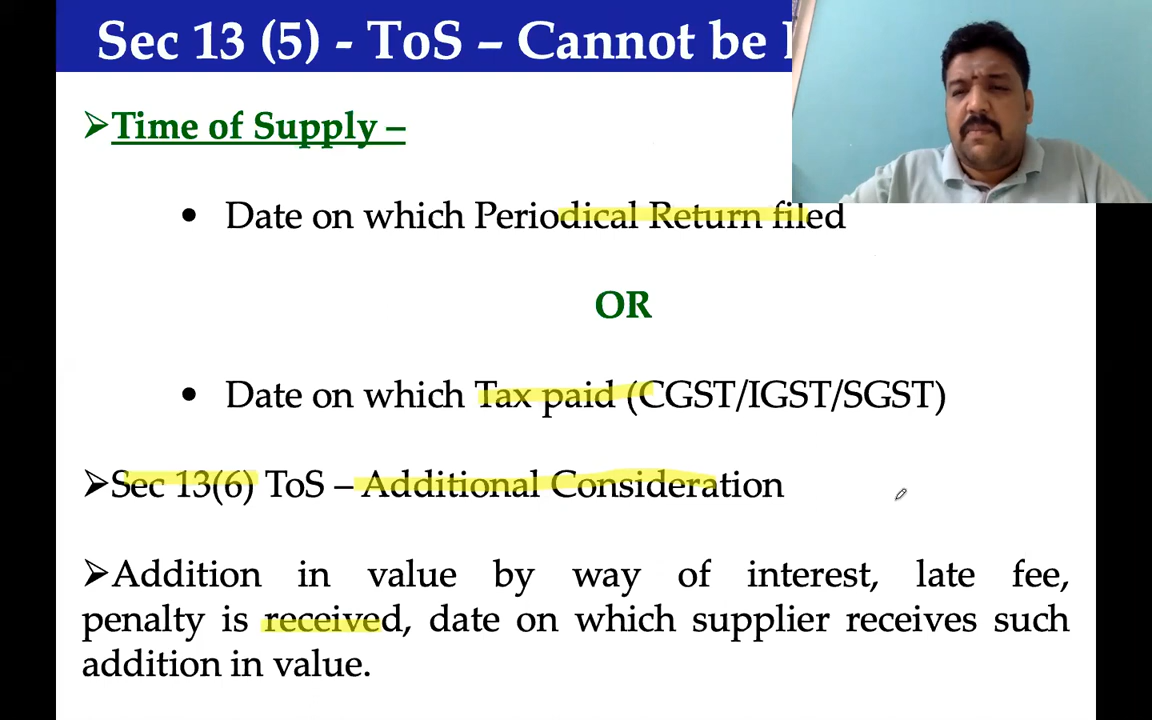 Sec 13 (5) - ToS – Cannot be
➢Time of Supply –
• Date on which Periodical Return filed
OR
• Date on which Tax paid (CGST/IGST/SGST)
➢Sec 13(6) ToS – Additional Consideration
➢Addition in value by way of interest, late fee,
penalty is received, date on which supplier receives such
addition in value.